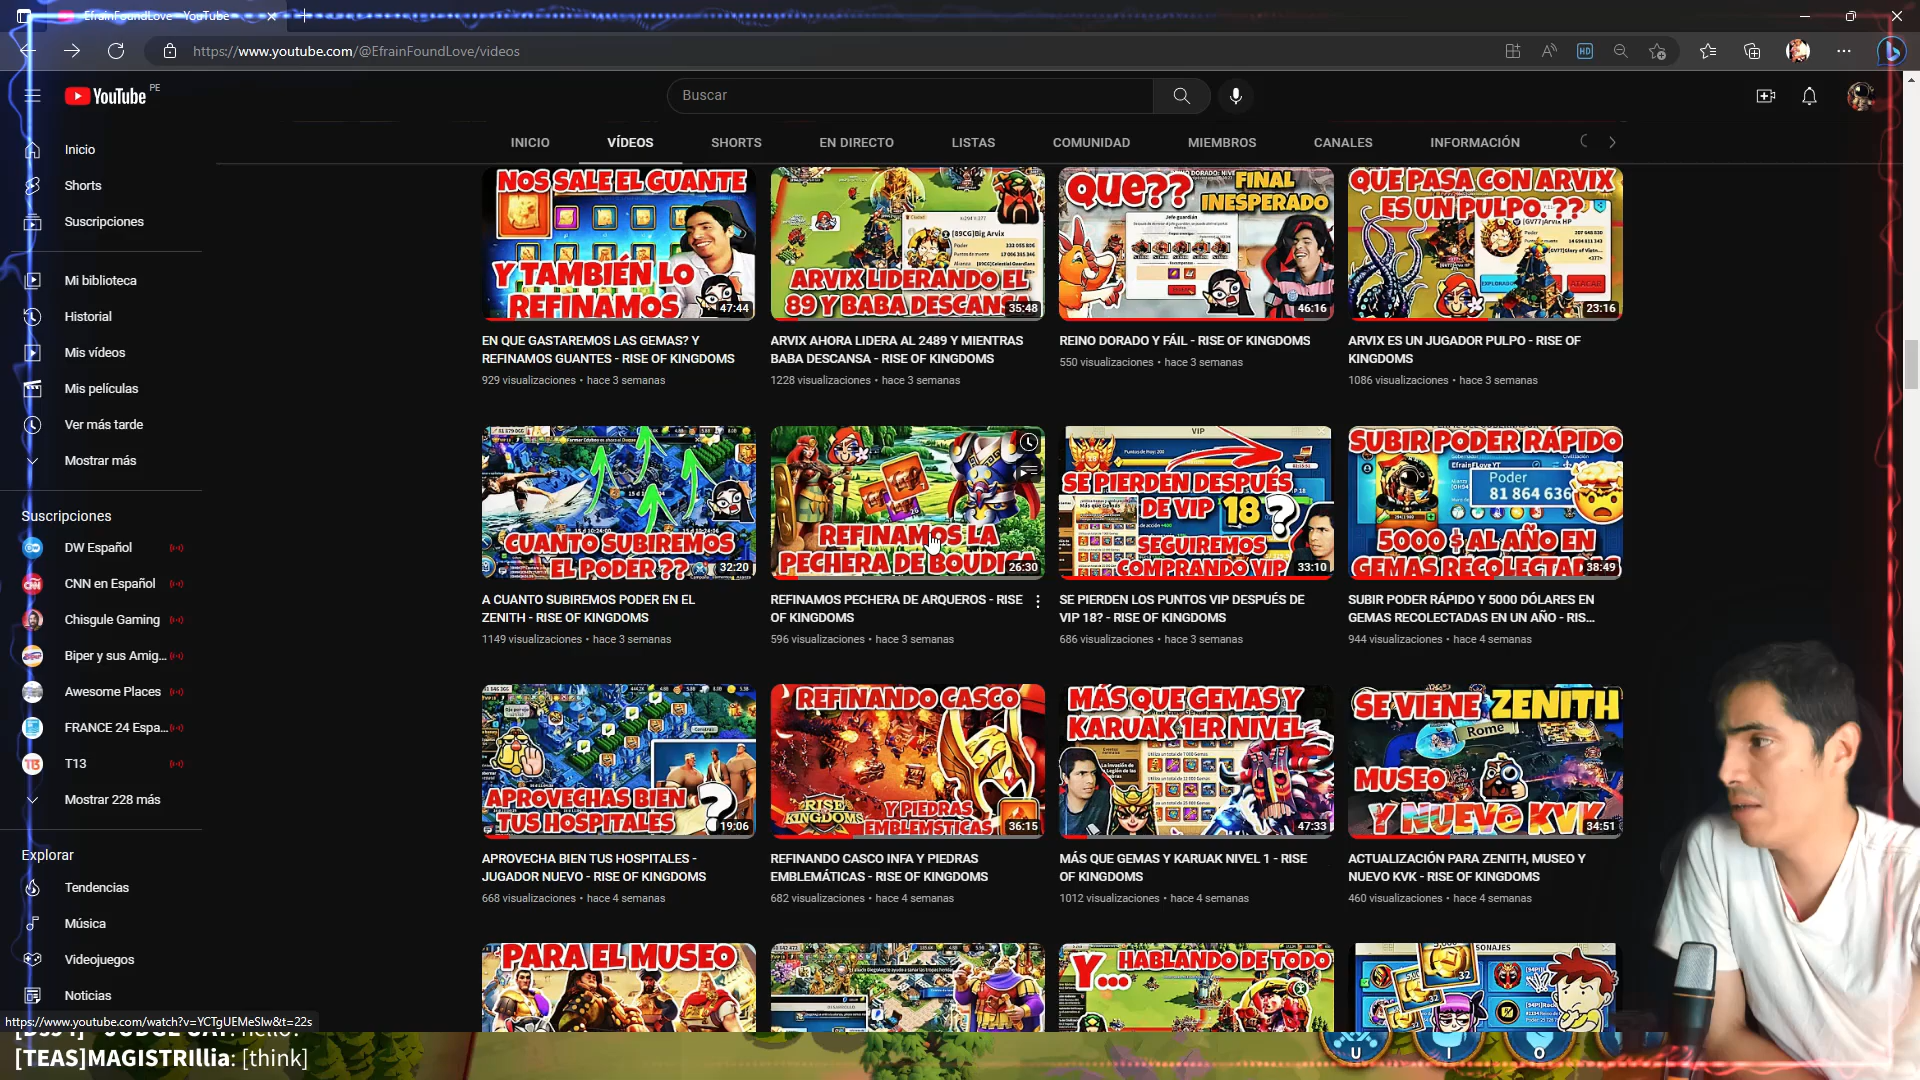 EfrainFoundLove - YouTube
https://www.youtube.com/@EfrainFoundLove/videos
HD
YouTube PE
Buscar
INICIO
VÍDEOS
SHORTS
EN DIRECTO
LISTAS
COMUNIDAD
MIEMBROS
CANALES
INFORMACIÓN
Inicio
Shorts
Suscripciones
Mi biblioteca
Historial
Mis vídeos
Mis películas
Ver más tarde
Mostrar más
Suscripciones
DW Español
CNN en Español
Chisgule Gaming
Biper y sus Amig...
Awesome Places
FRANCE 24 Espa...
T13
Mostrar 228 más
Explorar
Tendencias
Música
Videojuegos
Noticias
NOS SALE EL GUANTE
Y TAMBIÉN LO
REFINAMOS
47:44
EN QUE GASTAREMOS LAS GEMAS? Y
REFINAMOS GUANTES - RISE OF KINGDOMS
929 visualizaciones • hace 3 semanas
[89CG]Big Arvix
ARVIX LIDERANDO EL
89 Y BABA DESCANSA
35:48
ARVIX AHORA LIDERA AL 2489 Y MIENTRAS
BABA DESCANSA - RISE OF KINGDOMS
1228 visualizaciones • hace 3 semanas
QUE??
FINAL
INESPERADO
Jefe guardián
46:16
REINO DORADO Y FÁIL - RISE OF KINGDOMS
550 visualizaciones • hace 3 semanas
QUE PASA CON ARVIX
ES UN PULPO. ??
[GV77]Arvix HP
ATACAR
23:16
ARVIX ES UN JUGADOR PULPO - RISE OF
KINGDOMS
1086 visualizaciones • hace 3 semanas
CUANTO SUBIREMOS
EL PODER ??
32:20
A CUANTO SUBIREMOS PODER EN EL
ZENITH - RISE OF KINGDOMS
1149 visualizaciones • hace 3 semanas
REFINAMOS LA
PECHERA DE BOUDICA
26:30
REFINAMOS PECHERA DE ARQUEROS - RISE
OF KINGDOMS
596 visualizaciones • hace 3 semanas
VIP
SE PIERDEN DESPUÉS
DE VIP 18 ?
SEGUIREMOS
COMPRANDO VIP
33:10
SE PIERDEN LOS PUNTOS VIP DESPUÉS DE
VIP 18? - RISE OF KINGDOMS
686 visualizaciones • hace 3 semanas
SUBIR PODER RÁPIDO
Poder
81 864 636
5000 $ AL AÑO EN
GEMAS RECOLECTADAS
38:49
SUBIR PODER RÁPIDO Y 5000 DÓLARES EN
GEMAS RECOLECTADAS EN UN AÑO - RIS...
944 visualizaciones • hace 4 semanas
APROVECHAS BIEN
TUS HOSPITALES ?
19:06
APROVECHA BIEN TUS HOSPITALES -
JUGADOR NUEVO - RISE OF KINGDOMS
668 visualizaciones • hace 4 semanas
REFINANDO CASCO
RISE KINGDOMS
Y PIEDRAS
EMBLEMSTICAS
36:15
REFINANDO CASCO INFA Y PIEDRAS
EMBLEMÁTICAS - RISE OF KINGDOMS
682 visualizaciones • hace 4 semanas
MÁS QUE GEMAS Y
KARUAK 1ER NIVEL
47:33
MÁS QUE GEMAS Y KARUAK NIVEL 1 - RISE
OF KINGDOMS
1012 visualizaciones • hace 4 semanas
SE VIENE ZENITH
Rome
MUSEO
Y NUEVO KVK
34:51
ACTUALIZACIÓN PARA ZENITH, MUSEO Y
NUEVO KVK - RISE OF KINGDOMS
460 visualizaciones • hace 4 semanas
PARA EL MUSEO
Y... HABLANDO DE TODO
https://www.youtube.com/watch?v=YCTgUEMeSIw&t=22s
[TEAS]MAGISTRIllia: [think]
U
I
O